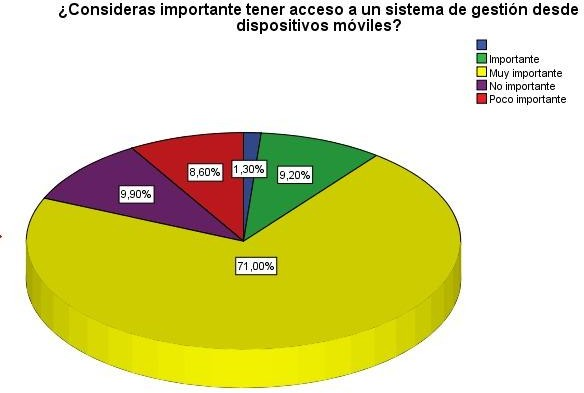 ¿Consideras importante tener acceso a un sistema de gestión desde
dispositivos móviles?
Importante
Muy importante
No importante
Poco importante
8,60%
1,30%
9,20%
9,90%
71,00%